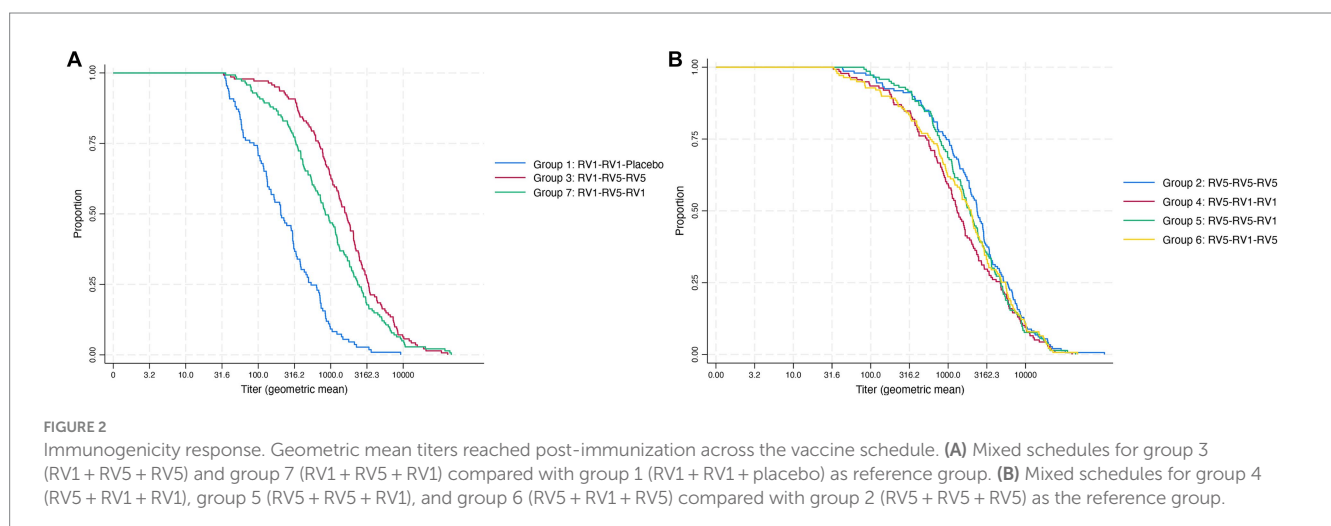 A
Proportion
1.00
0.75
0.50
0.25
0.00
0
3.2
10.0
31.6
100.0
316.2
1000.0
3162.3
10000
Titer (geometric mean)
Group 1: RV1-RV1-Placebo
Group 3: RV1-RV5-RV5
Group 7: RV1-RV5-RV1
B
Proportion
1.00
0.75
0.50
0.25
0.00
0.00
3.2
10.0
31.6
100.0
316.2
1000.0
3162.3
10000
Titer (geometric mean)
Group 2: RV5-RV5-RV5
Group 4: RV5-RV1-RV1
Group 5: RV5-RV5-RV1
Group 6: RV5-RV1-RV5
FIGURE 2
Immunogenicity response. Geometric mean titers reached post-immunization across the vaccine schedule. (A) Mixed schedules for group 3
(RV1 + RV5 + RV5) and group 7 (RV1 + RV5 + RV1) compared with group 1 (RV1 + RV1 + placebo) as reference group. (B) Mixed schedules for group 4
(RV5 + RV1 + RV1), group 5 (RV5 + RV5 + RV1), and group 6 (RV5 + RV1 + RV5) compared with group 2 (RV5 + RV5 + RV5) as the reference group.